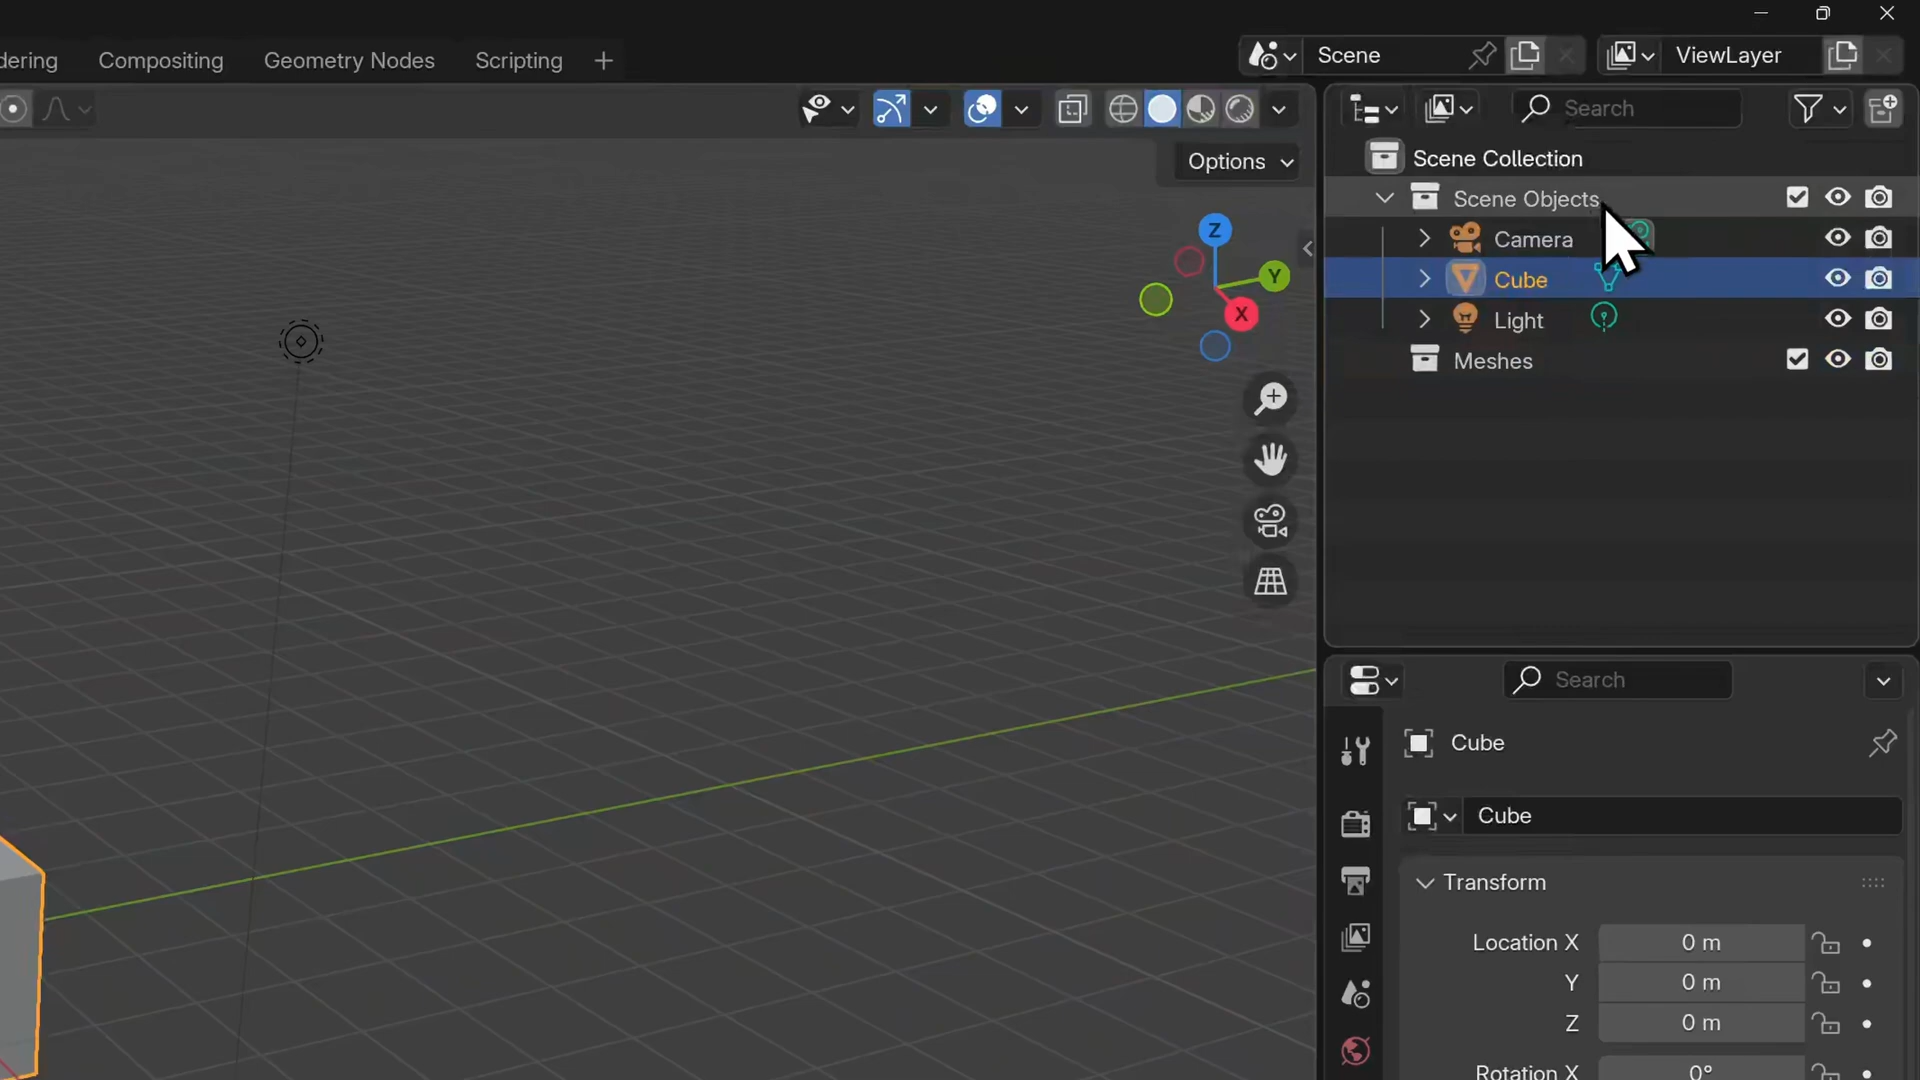 dering
Compositing
Geometry Nodes
Scripting
Scene
ViewLayer
Search
Options
Scene Collection
Scene Objects
Camera
Cube
Light
Meshes
Z
Y
X
Search
Cube
Cube
Transform
Location X 0 m
Y 0 m
Z 0 m
Rotation X 0°